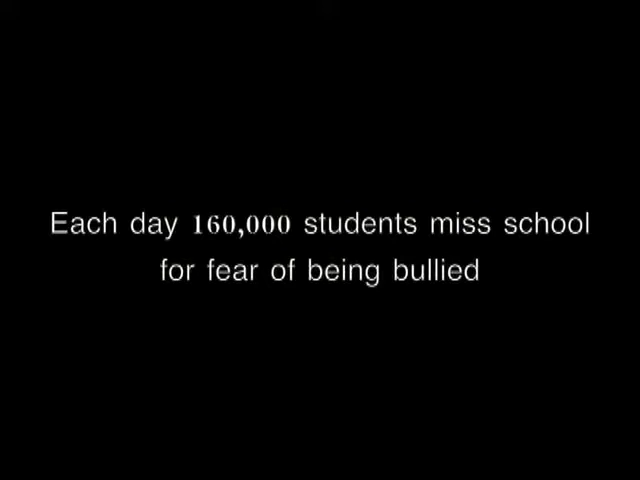 Each day 160,000 students miss school
for fear of being bullied